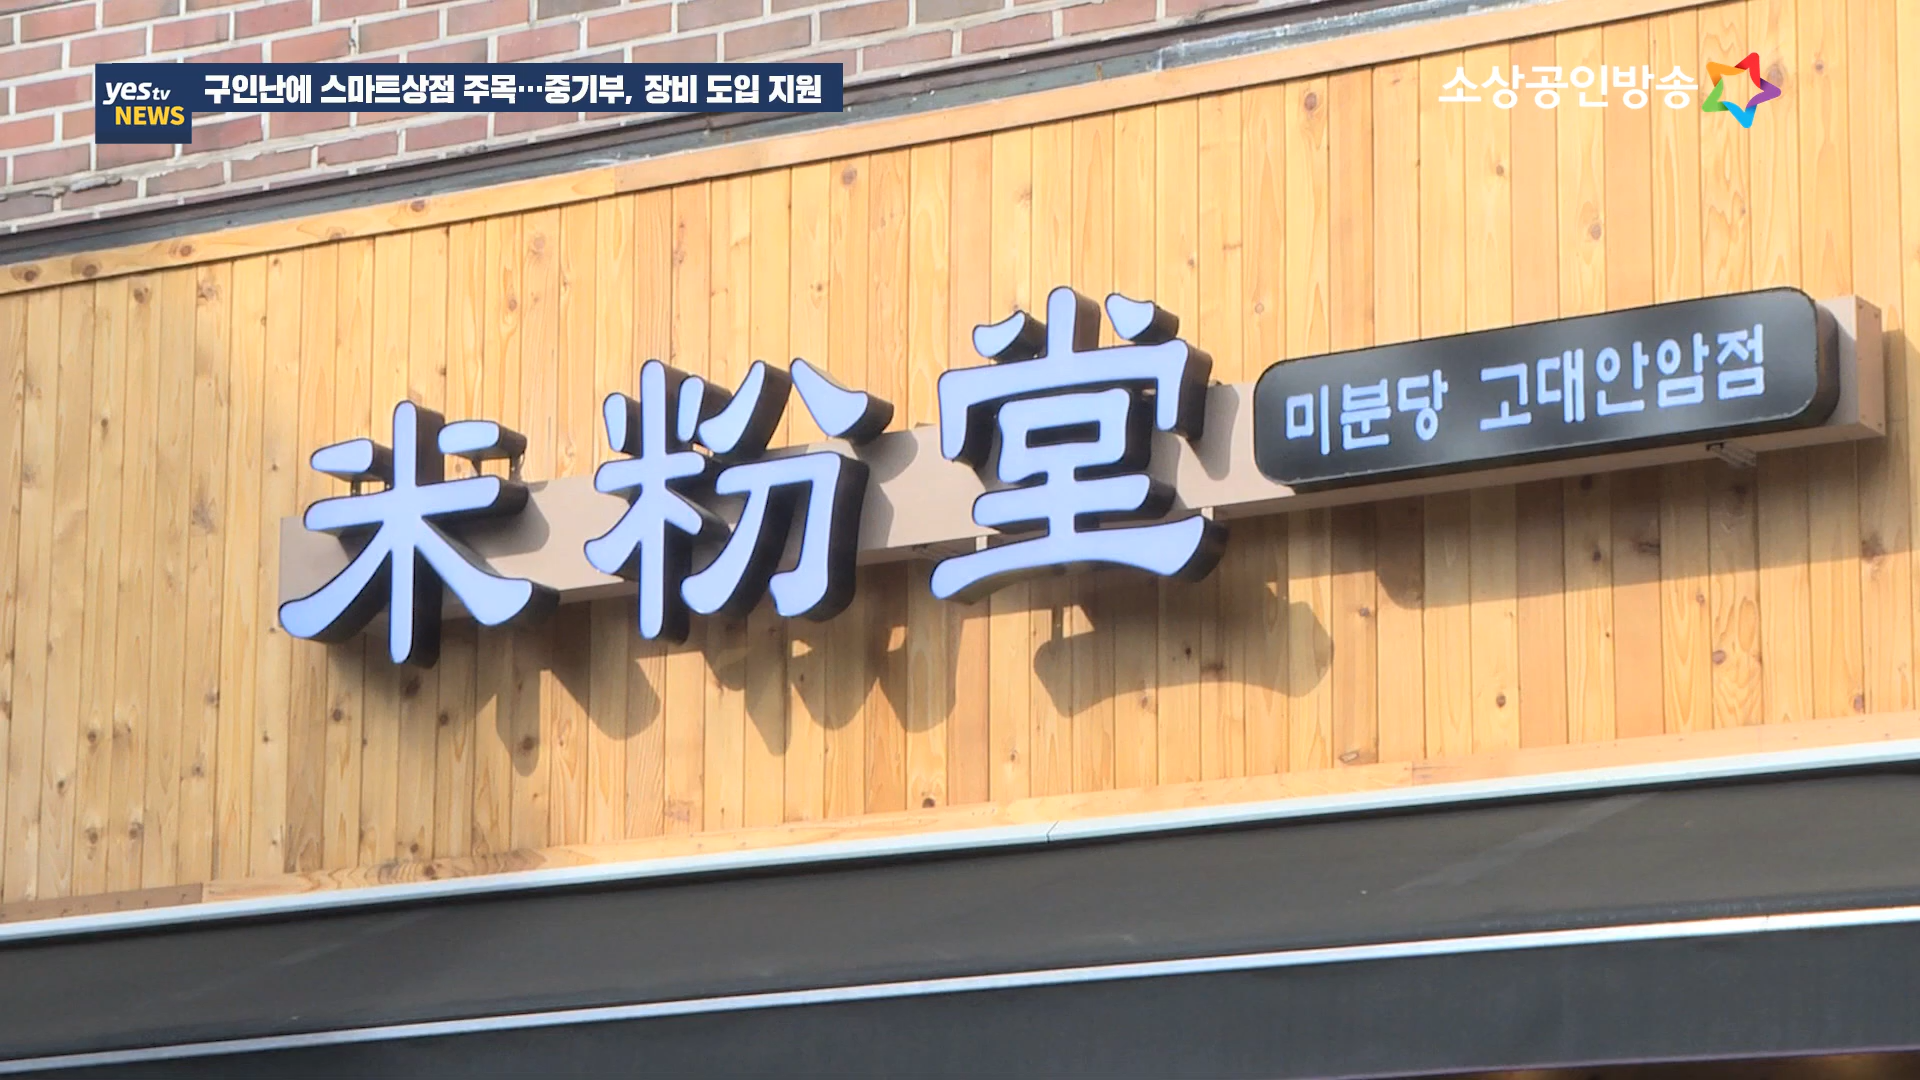 yes tv
NEWS
구인난에 스마트상점 주목…중기부, 장비 도입 지원
소상공인방송
米粉堂
미분당 고대안암점